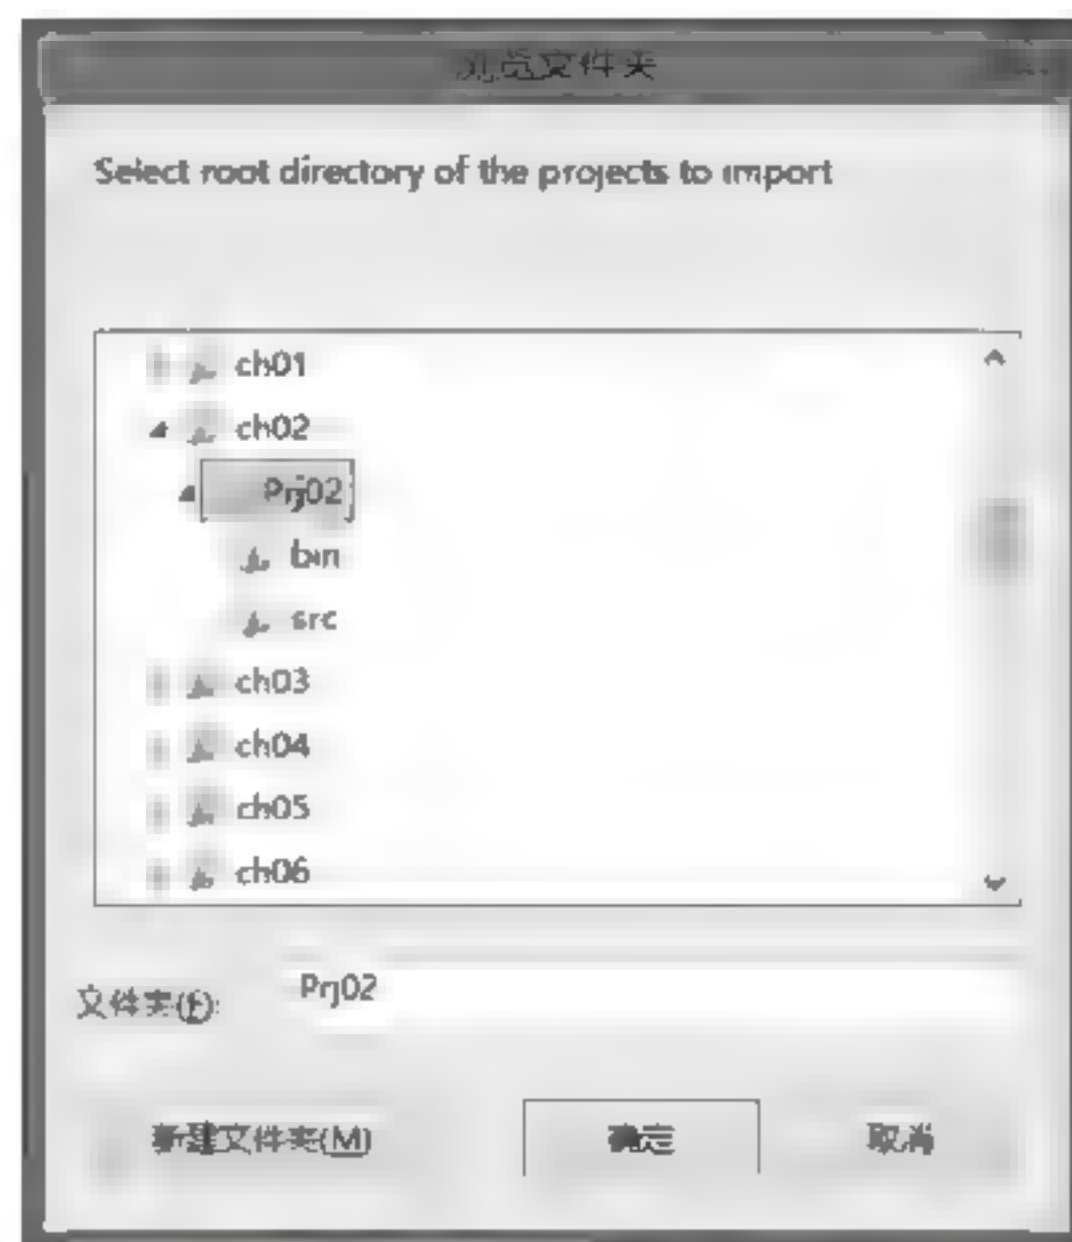 浏览文件夹
Select root directory of the projects to import
ch01
ch02
Prj02
bin
src
ch03
ch04
ch05
ch06
文件夹(F): Prj02
新建文件夹(M) 确定 取消